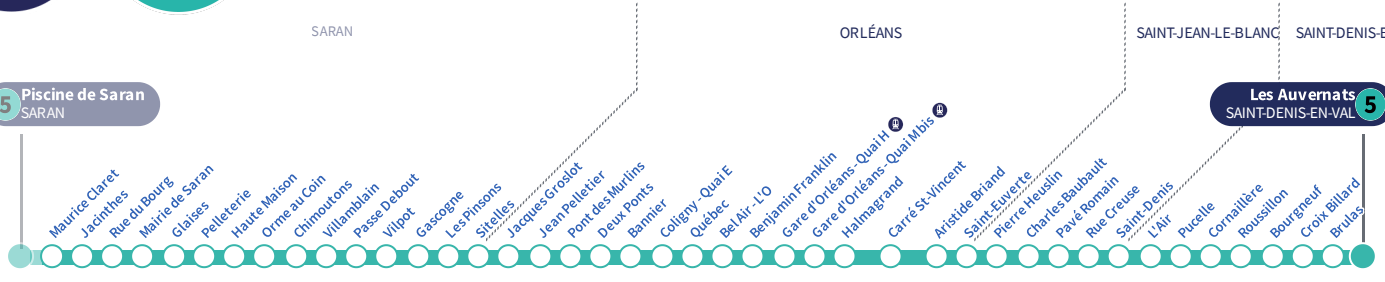 SARAN
ORLÉANS
SAINT-JEAN-LE-BLANC
SAINT-DENIS-E
5
Piscine de Saran
SARAN
Les Auvernats
SAINT-DENIS-EN-VAL
5
Maurice Claret
Jacinthes
Rue du Bourg
Mairie de Saran
Glaises
Pelleterie
Haute Maison
Orme au Coin
Chimoutons
Villamblain
Passe Debout
Vilpot
Gascogne
Les Pinsons
Sitelles
Jacques Groslot
Jean Pelletier
Pont des Murlins
Deux Ponts
Bannier
Coligny - Quai E
Québec
Bel Air - L'O
Benjamin Franklin
Gare d'Orléans - Quai H
Gare d'Orléans - Quai Mbis
Halmagrand
Carré St-Vincent
Aristide Briand
Saint-Euverte
Pierre Heuslin
Charles Baubault
Pavé Romain
Rue Creuse
Saint-Denis
L'Air
Pucelle
Cornaillère
Roussillon
Bourgneuf
Croix Billard
Brulas